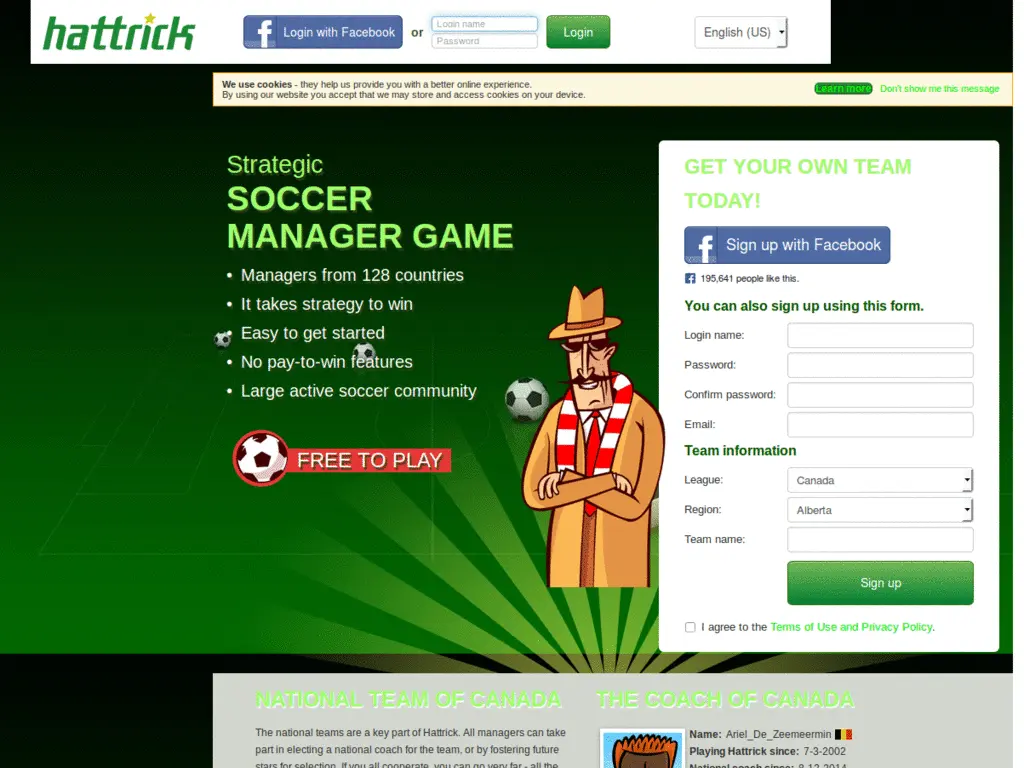 hattrick
Login with Facebook
or
Login name
Password
Login
English (US)
We use cookies - they help us provide you with a better online experience.
By using our website you accept that we may store and access cookies on your device.
Learn more
Don't show me this message
Strategic
SOCCER
MANAGER GAME
• Managers from 128 countries
• It takes strategy to win
• Easy to get started
• No pay-to-win features
• Large active soccer community
FREE TO PLAY
GET YOUR OWN TEAM
TODAY!
Sign up with Facebook
195,641 people like this.
You can also sign up using this form.
Login name:
Password:
Confirm password:
Email:
Team information
League: Canada
Region: Alberta
Team name:
Sign up
I agree to the Terms of Use and Privacy Policy.
NATIONAL TEAM OF CANADA
The national teams are a key part of Hattrick. All managers can take
part in electing a national coach for the team, or by fostering future
stars for selection. If you all cooperate, you can go very far - all the
THE COACH OF CANADA
Name: Ariel_De_Zeemeermin
Playing Hattrick since: 7-3-2002
National coach since: 8-12-2014